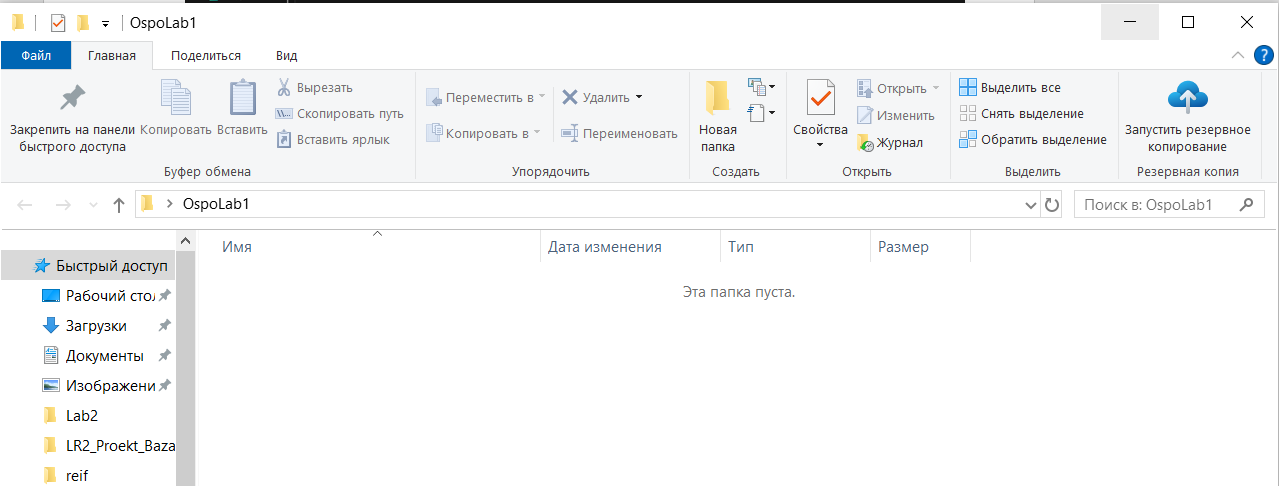 OspoLab1
Файл Главная Поделиться Вид
Закрепить на панели
быстрого доступа
Копировать
Вставить
Вырезать
Скопировать путь
Вставить ярлык
Буфер обмена
Переместить в
Копировать в
Удалить
Переименовать
Упорядочить
Новая
папка
Создать
Свойства
Открыть
Изменить
Журнал
Открыть
Выделить все
Снять выделение
Обратить выделение
Выделить
Запустить резервное
копирование
Резервная копия
OspoLab1
Поиск в: OspoLab1
Имя Дата изменения Тип Размер
Эта папка пуста.
Быстрый доступ
Рабочий стол
Загрузки
Документы
Изображени
Lab2
LR2_Proekt_Baza
reif